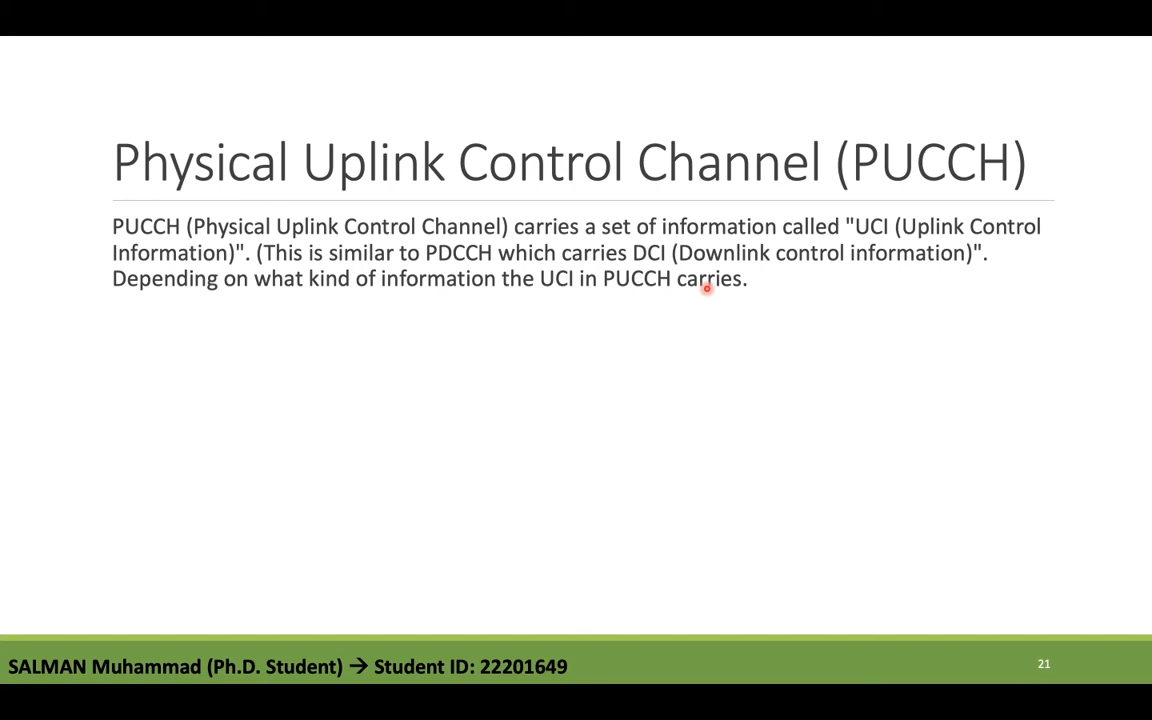 Physical Uplink Control Channel (PUCCH)
PUCCH (Physical Uplink Control Channel) carries a set of information called "UCI (Uplink Control
Information)". (This is similar to PDCCH which carries DCI (Downlink control information)".
Depending on what kind of information the UCI in PUCCH carries.
SALMAN Muhammad (Ph.D. Student) → Student ID: 22201649
21